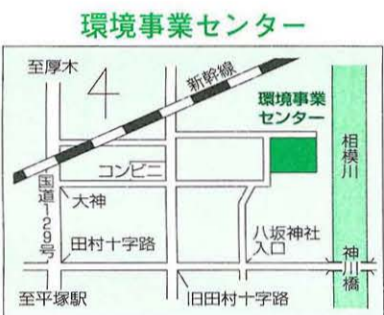 環境事業センター
至厚木
新幹線
環境事業
センター
相模川
コンビニ
国道129号
大神
田村十字路
八坂神社
入口
神川橋
至平塚駅
旧田村十字路